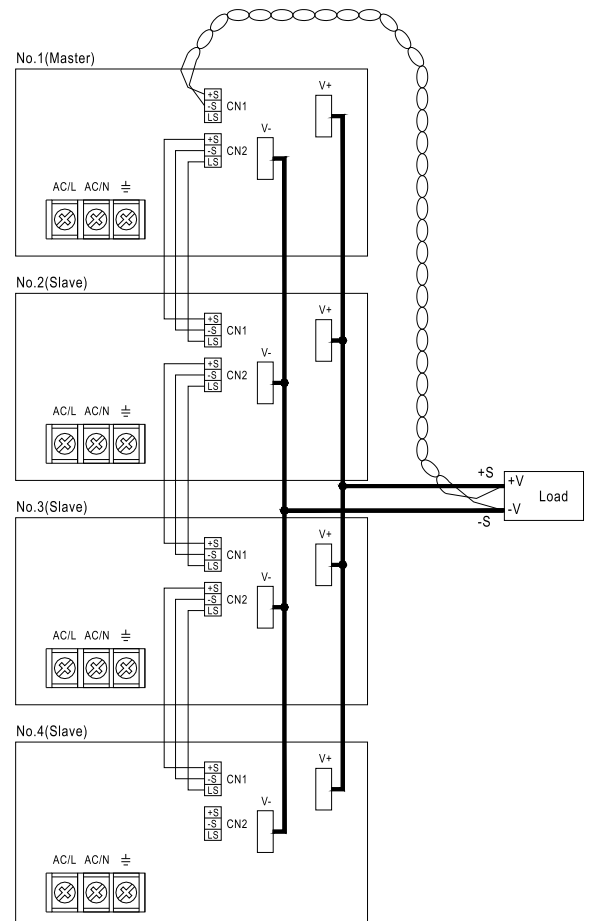 No.1(Master)
V+
+S
-S CN1
LS
V-
+S
-S CN2
LS
AC/L AC/N ⏚
No.2(Slave)
V+
+S
-S CN1
LS
V-
+S
-S CN2
LS
AC/L AC/N ⏚
+S
+V
Load
-V
-S
No.3(Slave)
V+
+S
-S CN1
LS
V-
+S
-S CN2
LS
AC/L AC/N ⏚
No.4(Slave)
V+
+S
-S CN1
LS
V-
+S
-S CN2
LS
AC/L AC/N ⏚